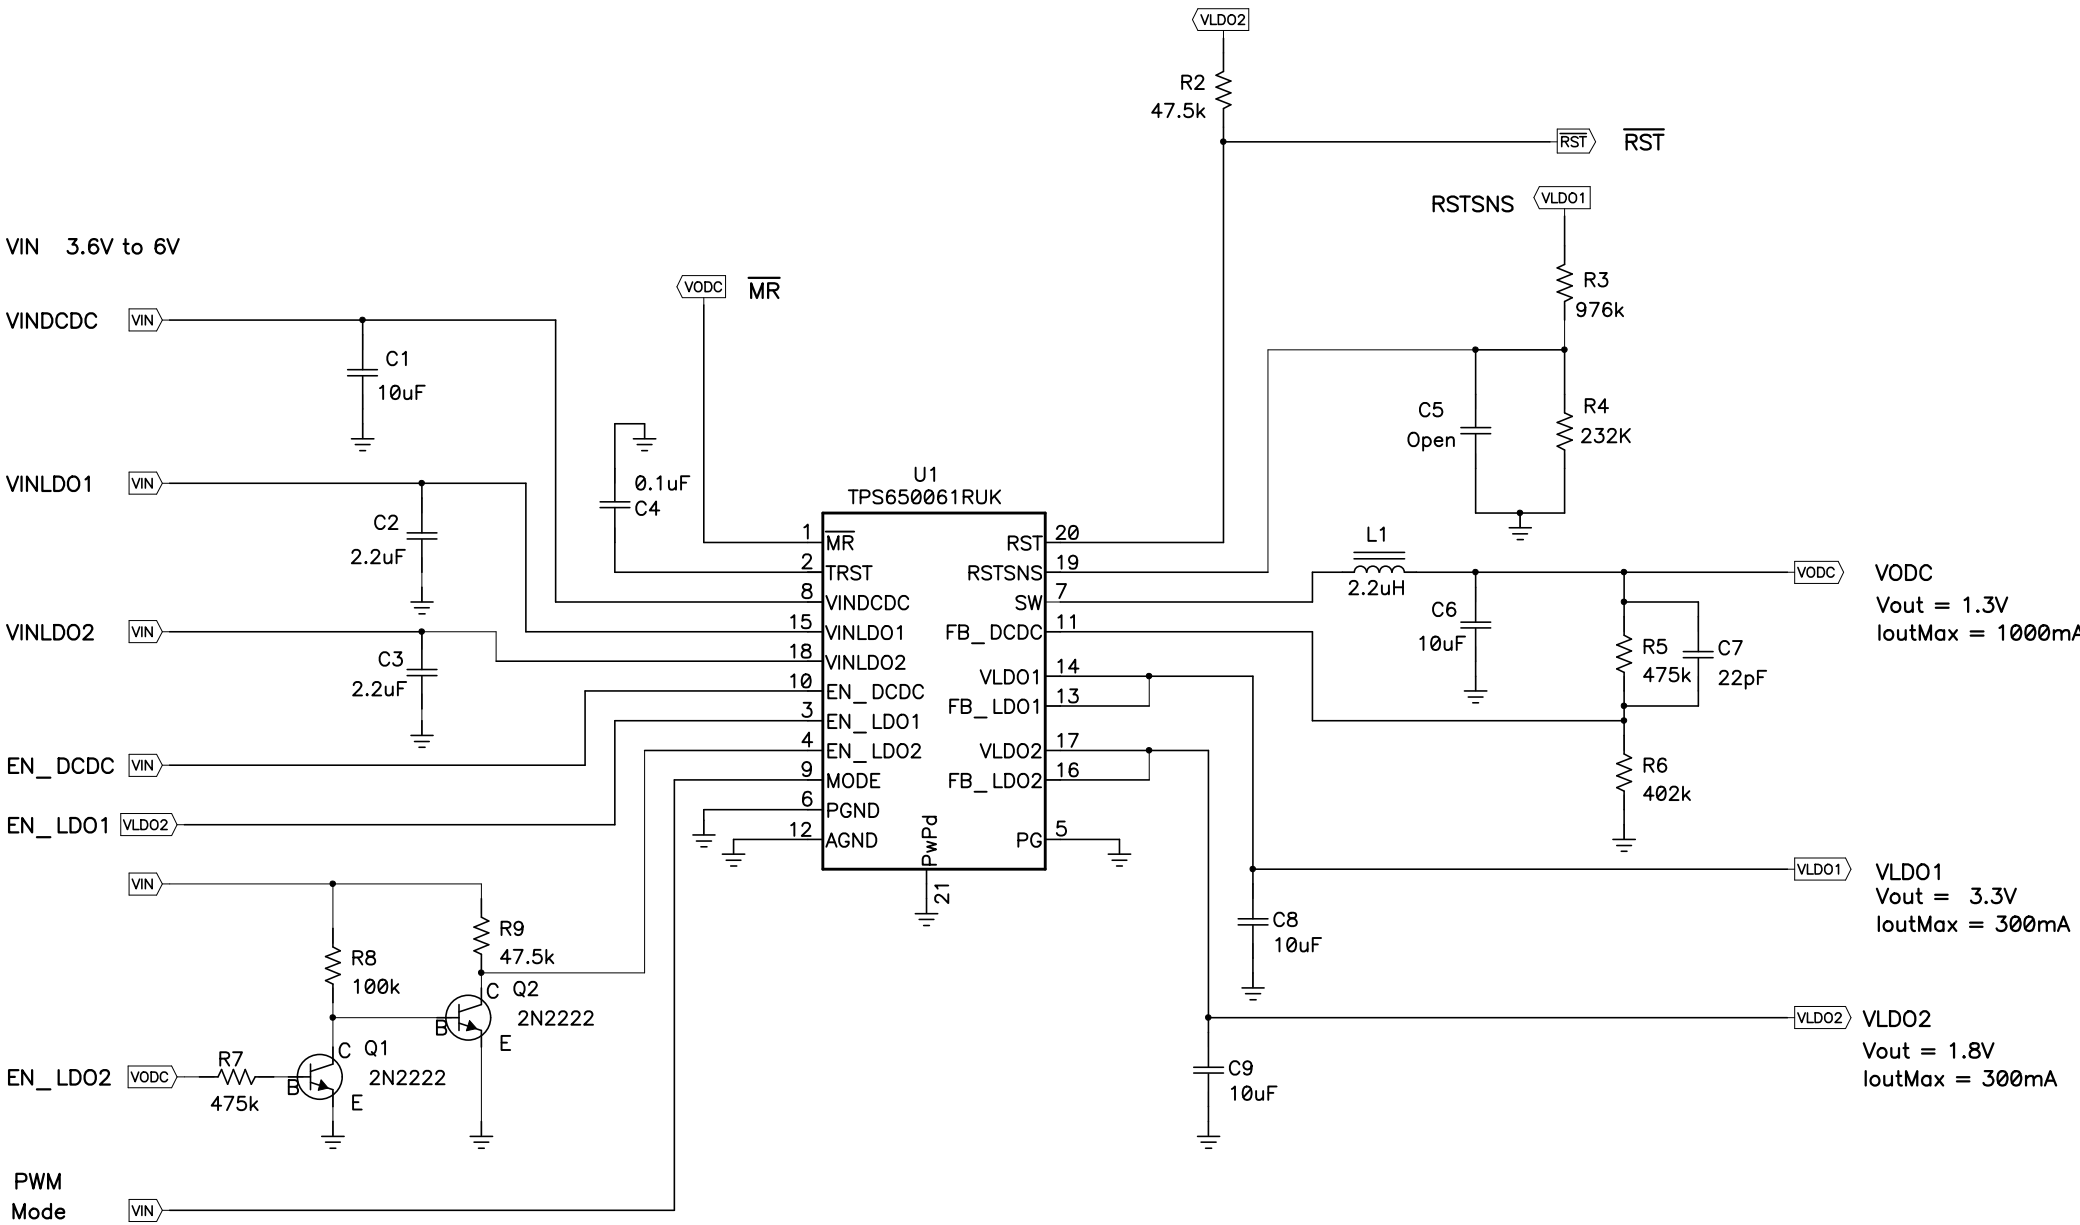 VLDO2
R2
47.5k
RST
RST
RSTSNS
VLDO1
VIN 3.6V to 6V
R3
976k
VODC
MR
VINDCDC
VIN
C1
10uF
R4
232K
C5
Open
U1
TPS650061RUK
VINLDO1
VIN
0.1uF
C4
C2
2.2uF
1
MR
RST
20
2
TRST
RSTSNS
19
8
VINDCDC
SW
7
15
VINLDO1
FB_DCDC
11
18
VINLDO2
VLDO1
14
10
EN_DCDC
FB_LDO1
13
3
EN_LDO1
4
EN_LDO2
VLDO2
17
9
MODE
FB_LDO2
16
6
PGND
12
AGND
PG
5
PwPd
21
L1
2.2uH
VODC
VODC
Vout = 1.3V
IoutMax = 1000mA
C6
10uF
R5
475k
C7
22pF
R6
402k
VINLDO2
VIN
C3
2.2uF
EN_DCDC
VIN
EN_LDO1
VLDO2
VIN
R9
47.5k
R8
100k
C
Q2
2N2222
B
E
EN_LDO2
VODC
R7
475k
C
Q1
2N2222
B
E
VLDO1
VLDO1
Vout = 3.3V
IoutMax = 300mA
C8
10uF
VLDO2
VLDO2
Vout = 1.8V
IoutMax = 300mA
C9
10uF
PWM
Mode
VIN